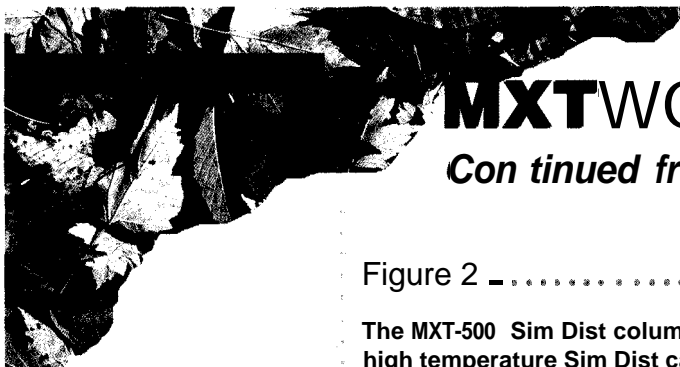 MXTWO
Con tinued fr
Figure 2
The MXT-500 Sim Dist colum
high temperature Sim Dist ca